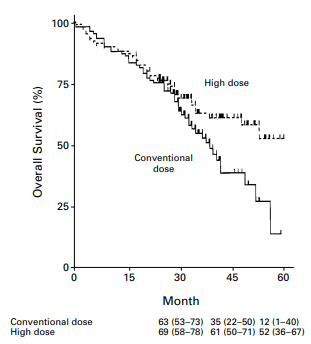 100
75
50
25
0
Overall Survival (%)
High dose
Conventional
dose
0 15 30 45 60
Month
Conventional dose 63 (53–73) 35 (22–50) 12 (1–40)
High dose 69 (58–78) 61 (50–71) 52 (36–67)